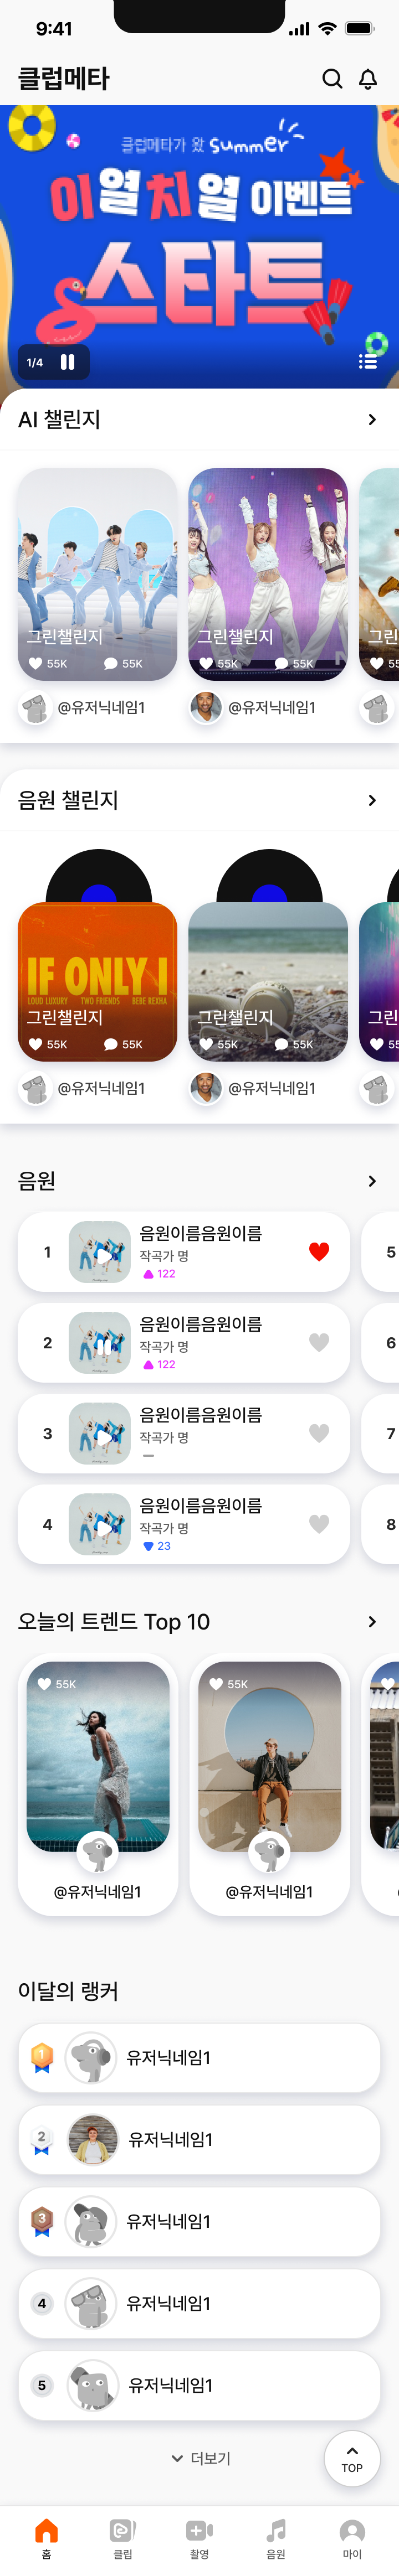 9:41
클럽메타
클럽메타가 왔 summer
이열치열 이벤트
스타트
1/4
AI 챌린지
그린챌린지
55K 55K
@유저닉네임1
그린챌린지
55K 55K
@유저닉네임1
그린
55
음원 챌린지
IF ONLY I
LOUD LUXURY TWO FRIENDS BEBE REXHA
그린챌린지
55K 55K
@유저닉네임1
그린챌린지
55K 55K
@유저닉네임1
그린
55
음원
1
음원이름음원이름
작곡가 명
122
5
2
음원이름음원이름
작곡가 명
122
6
3
음원이름음원이름
작곡가 명
7
4
음원이름음원이름
작곡가 명
23
8
오늘의 트렌드 Top 10
55K
@유저닉네임1
55K
@유저닉네임1
이달의 랭커
1 유저닉네임1
2 유저닉네임1
3 유저닉네임1
4 유저닉네임1
5 유저닉네임1
더보기
TOP
홈 클립 촬영 음원 마이